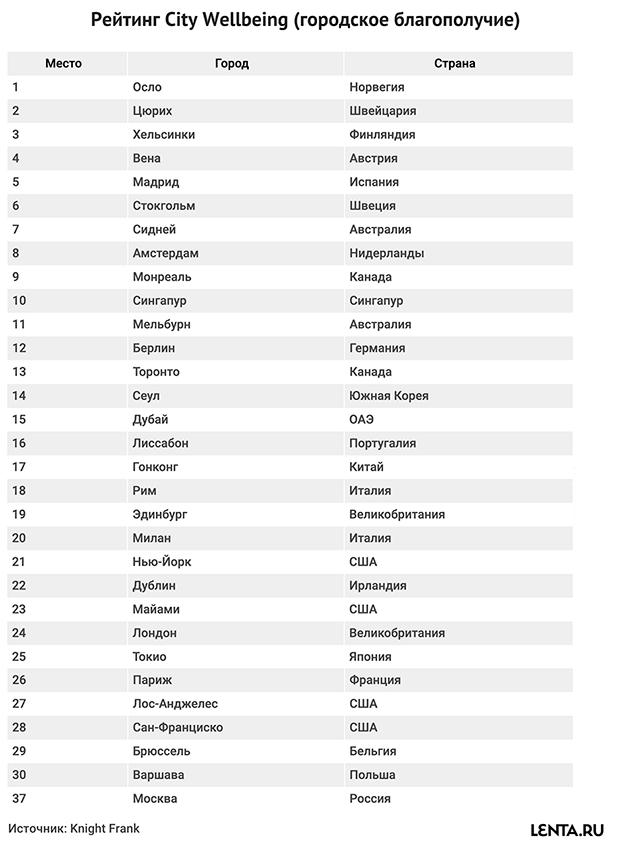 Рейтинг City Wellbeing (городское благополучие)
Место Город Страна
1 Осло Норвегия
2 Цюрих Швейцария
3 Хельсинки Финляндия
4 Вена Австрия
5 Мадрид Испания
6 Стокгольм Швеция
7 Сидней Австралия
8 Амстердам Нидерланды
9 Монреаль Канада
10 Сингапур Сингапур
11 Мельбурн Австралия
12 Берлин Германия
13 Торонто Канада
14 Сеул Южная Корея
15 Дубай ОАЭ
16 Лиссабон Португалия
17 Гонконг Китай
18 Рим Италия
19 Эдинбург Великобритания
20 Милан Италия
21 Нью-Йорк США
22 Дублин Ирландия
23 Майами США
24 Лондон Великобритания
25 Токио Япония
26 Париж Франция
27 Лос-Анджелес США
28 Сан-Франциско США
29 Брюссель Бельгия
30 Варшава Польша
37 Москва Россия
Источник: Knight Frank
LENTA.RU